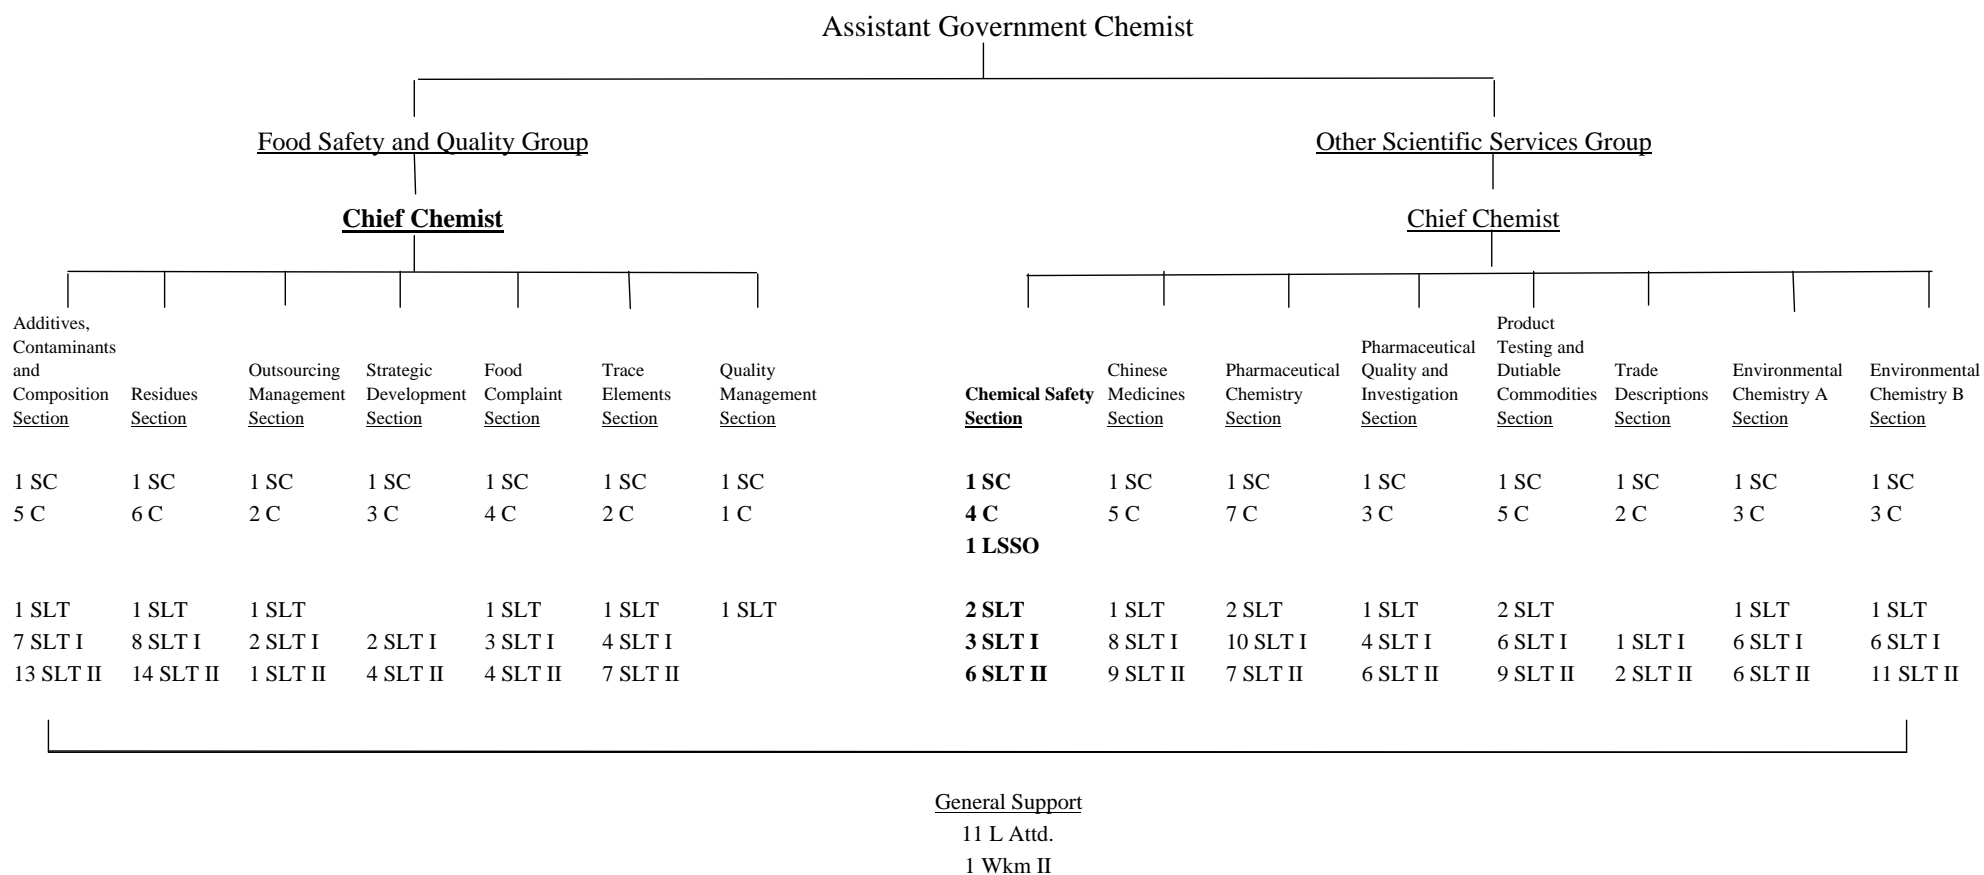 Assistant Government Chemist
Food Safety and Quality Group
Other Scientific Services Group
Chief Chemist
Chief Chemist
Additives,
Contaminants
and
Composition
Section
Residues
Section
Outsourcing
Management
Section
Strategic
Development
Section
Food
Complaint
Section
Trace
Elements
Section
Quality
Management
Section
Chemical Safety
Section
Chinese
Medicines
Section
Pharmaceutical
Chemistry
Section
Pharmaceutical
Quality and
Investigation
Section
Product
Testing and
Dutiable
Commodities
Section
Trade
Descriptions
Section
Environmental
Chemistry A
Section
Environmental
Chemistry B
Section
1 SC 1 SC 1 SC 1 SC 1 SC 1 SC 1 SC 1 SC 1 SC 1 SC 1 SC 1 SC 1 SC 1 SC 1 SC
5 C 6 C 2 C 3 C 4 C 2 C 1 C 4 C 5 C 7 C 3 C 5 C 2 C 3 C 3 C
1 LSSO
1 SLT 1 SLT 1 SLT 1 SLT 1 SLT 1 SLT 2 SLT 1 SLT 2 SLT 1 SLT 2 SLT 1 SLT 1 SLT
7 SLT I 8 SLT I 2 SLT I 2 SLT I 3 SLT I 4 SLT I 3 SLT I 8 SLT I 10 SLT I 4 SLT I 6 SLT I 1 SLT I 6 SLT I 6 SLT I
13 SLT II 14 SLT II 1 SLT II 4 SLT II 4 SLT II 7 SLT II 6 SLT II 9 SLT II 7 SLT II 6 SLT II 9 SLT II 2 SLT II 6 SLT II 11 SLT II
General Support
11 L Attd.
1 Wkm II